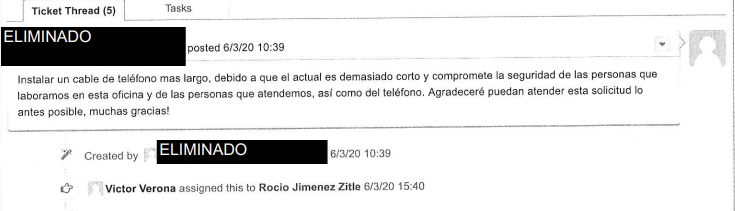 Ticket Thread (5)
Tasks
ELIMINADO
posted 6/3/20 10:39
Instalar un cable de teléfono mas largo, debido a que el actual es demasiado corto y compromete la seguridad de las personas que
laboramos en esta oficina y de las personas que atendemos, así como del teléfono. Agradeceré puedan atender esta solicitud lo
antes posible, muchas gracias!
Created by ELIMINADO 6/3/20 10:39
Victor Verona assigned this to Rocio Jimenez Zitle 6/3/20 15:40